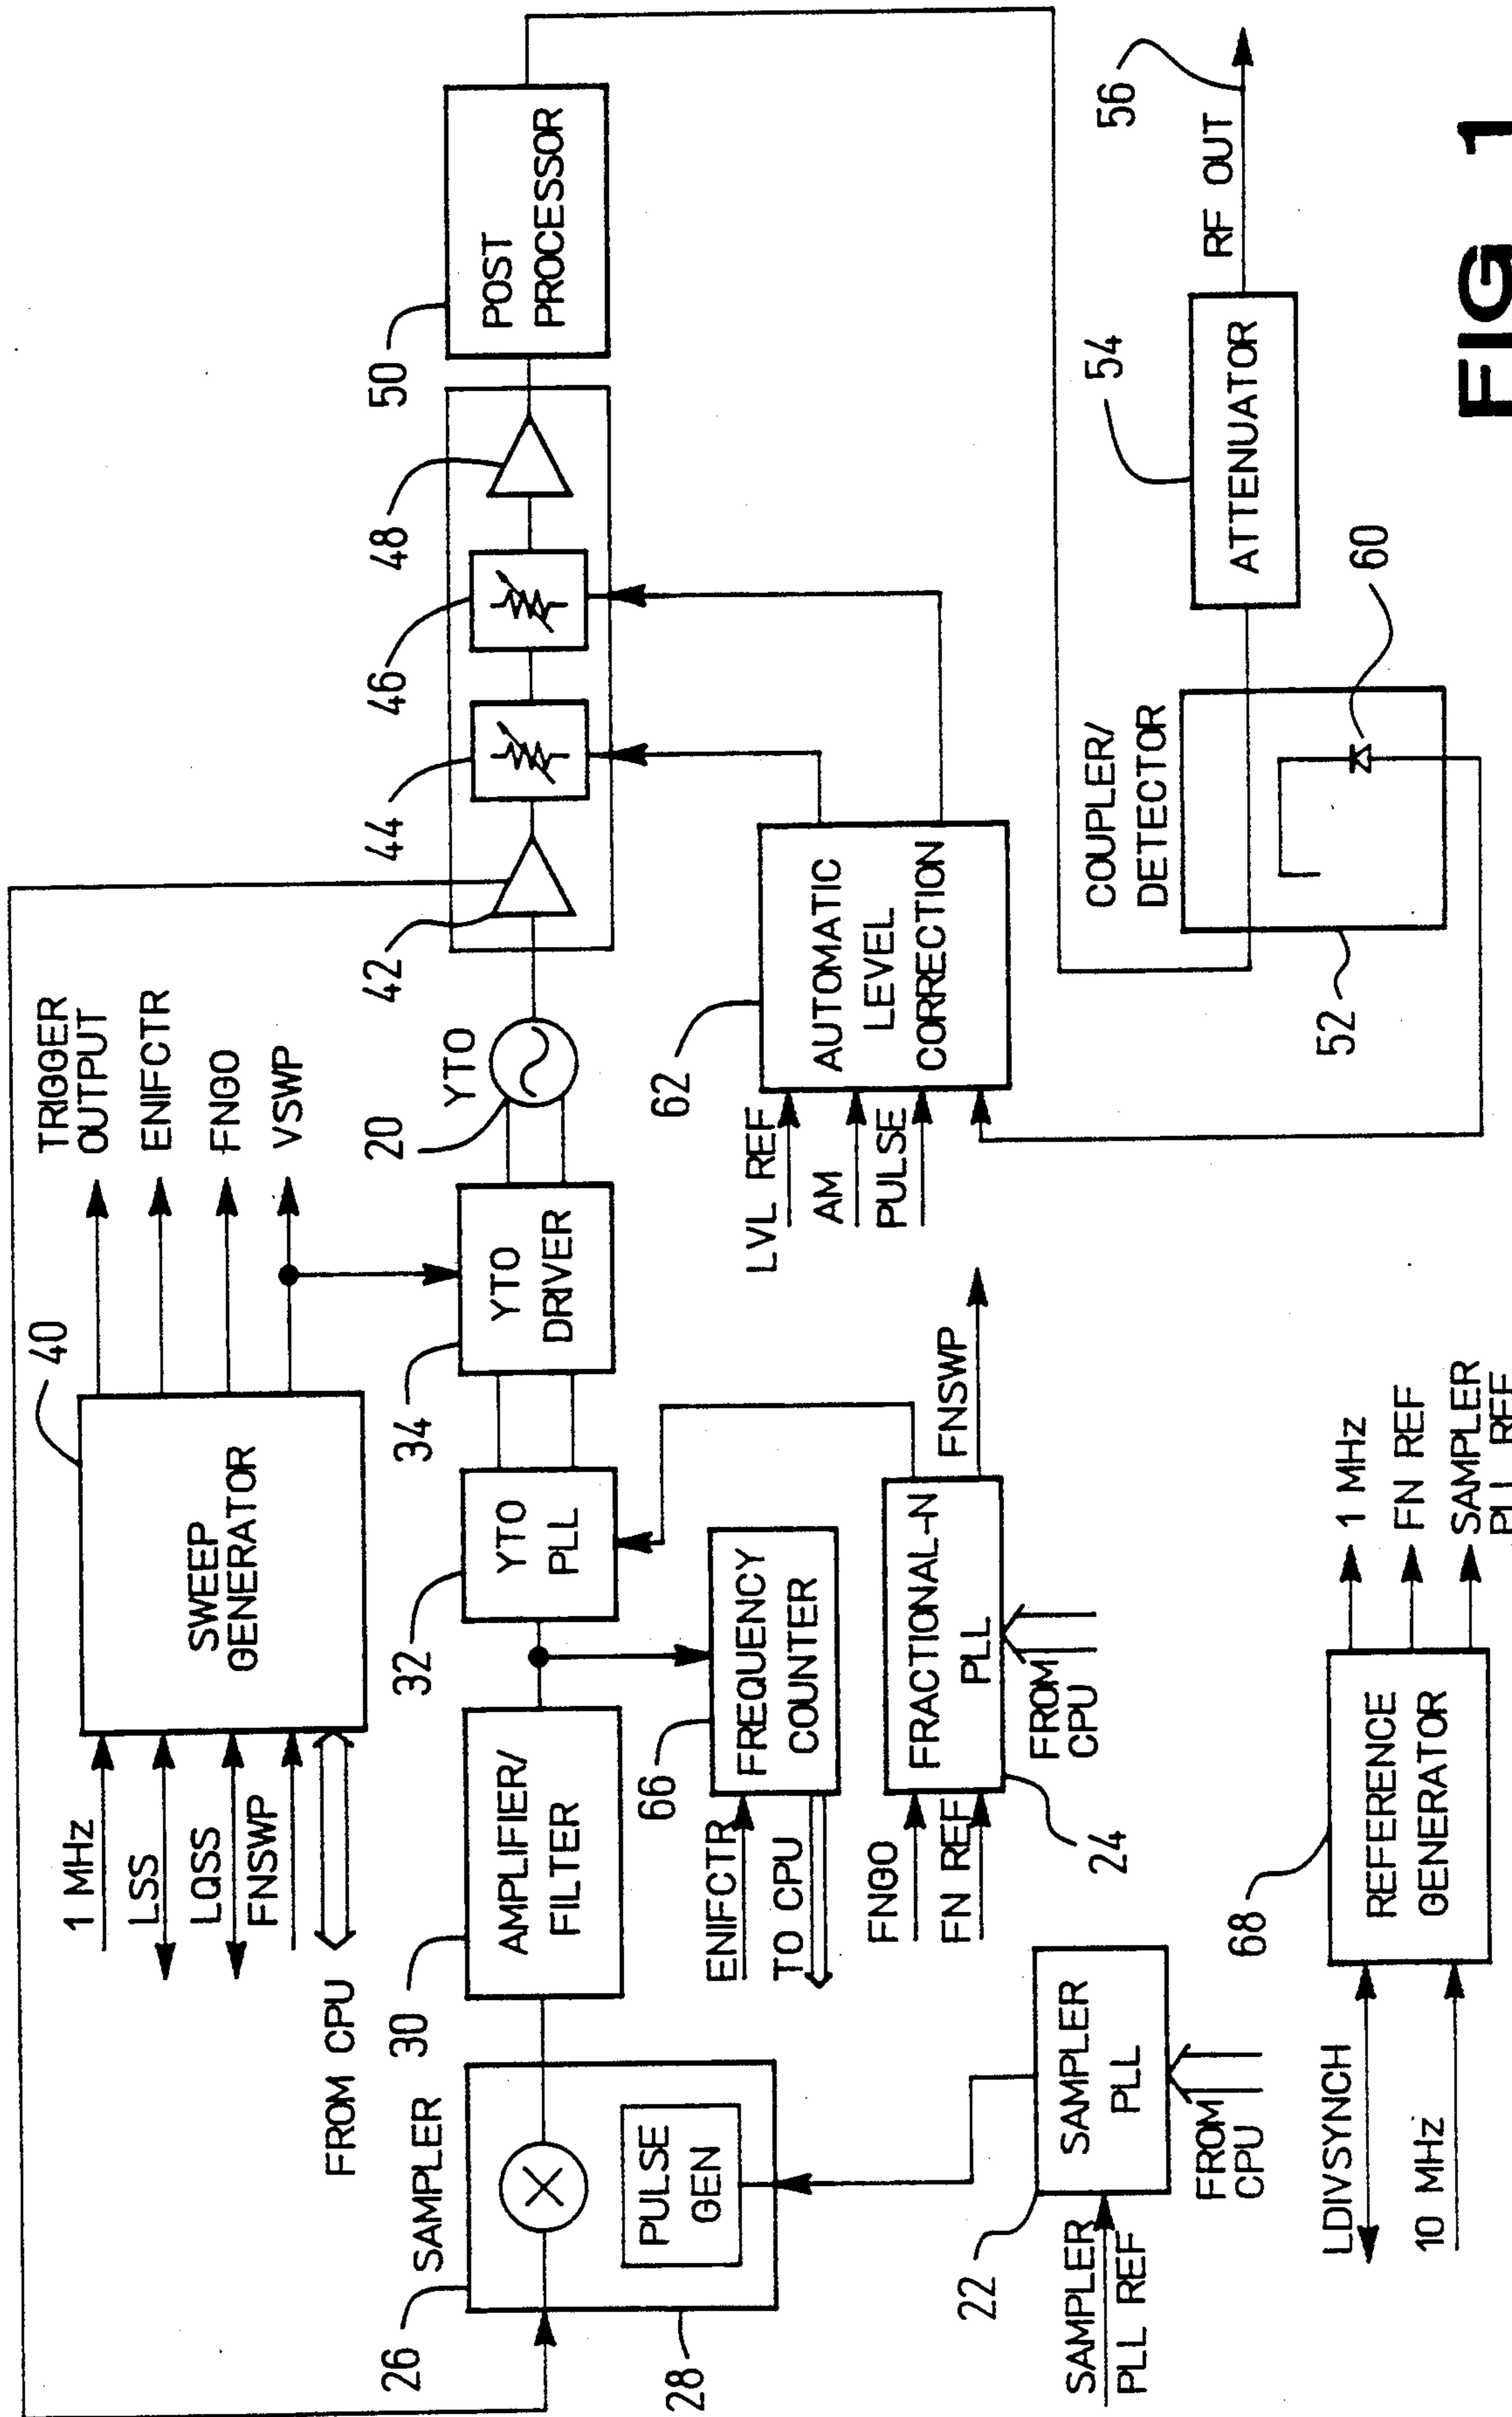 40
1 MHz
LSS
LQSS
FNSWP
FROM CPU
SWEEP
GENERATOR
TRIGGER
OUTPUT
ENIFCTR
FNGO
VSWP
26
SAMPLER
PULSE
GEN
28
30
AMPLIFIER/
FILTER
32
YTO
PLL
34
YTO
DRIVER
20
YTO
42
44
46
48
50
POST
PROCESSOR
66
FREQUENCY
COUNTER
ENIFCTR
TO CPU
FNGO
FN REF
FRACTIONAL-N
PLL
24
FROM
CPU
FNSWP
62
LVL REF
AM
PULSE
AUTOMATIC
LEVEL
CORRECTION
22
SAMPLER
PLL REF
SAMPLER
PLL
FROM
CPU
COUPLER/
DETECTOR
52
60
54
ATTENUATOR
RF OUT
56
68
LDIVSYNCH
10 MHz
REFERENCE
GENERATOR
1 MHz
FN REF
SAMPLER
PLL REF
FIG 1